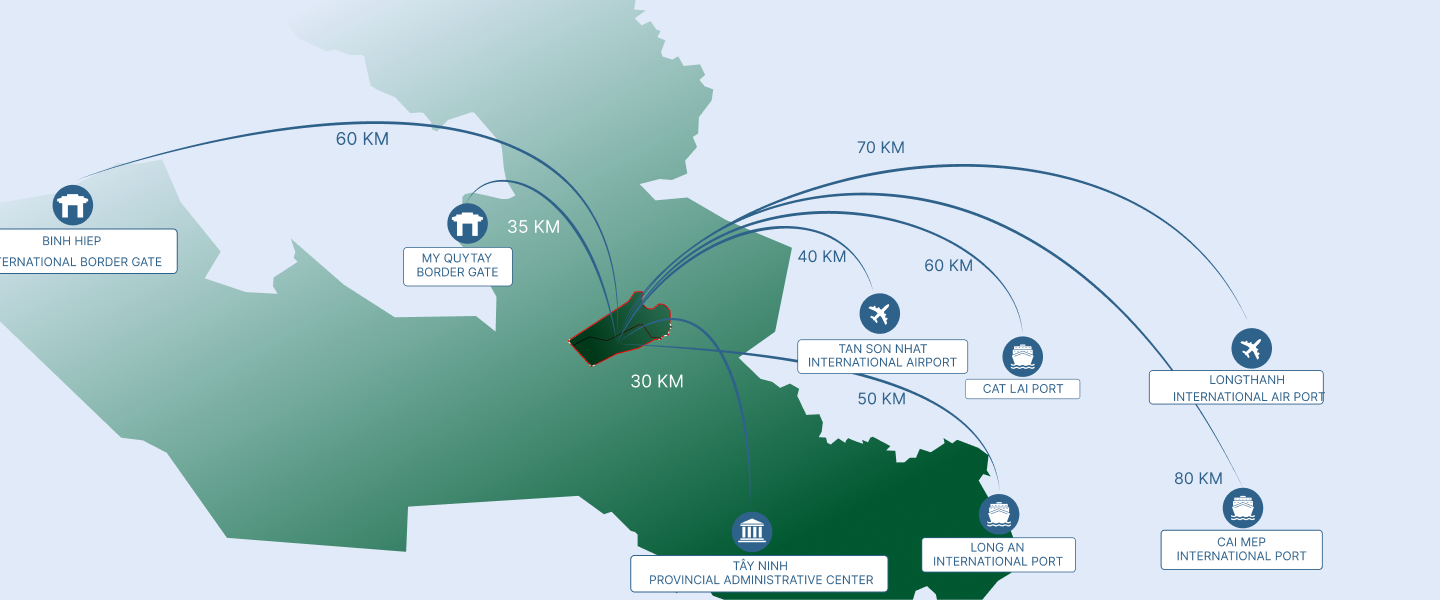 60 KM
70 KM
BINH HIEP
TERNATIONAL BORDER GATE
35 KM
MY QUYTAY
BORDER GATE
40 KM
60 KM
TAN SON NHAT
INTERNATIONAL AIRPORT
CAT LAI PORT
LONGTHANH
INTERNATIONAL AIR PORT
30 KM
50 KM
80 KM
TÂY NINH
PROVINCIAL ADMINISTRATIVE CENTER
LONG AN
INTERNATIONAL PORT
CAI MEP
INTERNATIONAL PORT